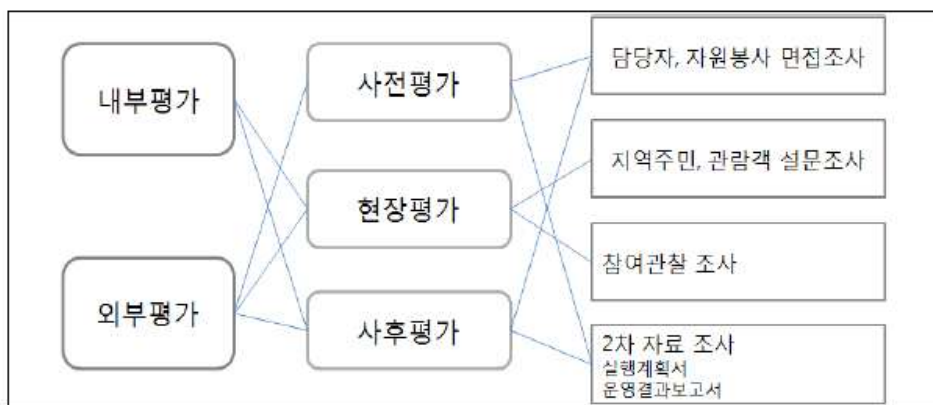 내부평가
외부평가
사전평가
현장평가
사후평가
담당자, 자원봉사 면접조사
지역주민, 관람객 설문조사
참여관찰 조사
2차 자료 조사
실행계획서
운영결과보고서